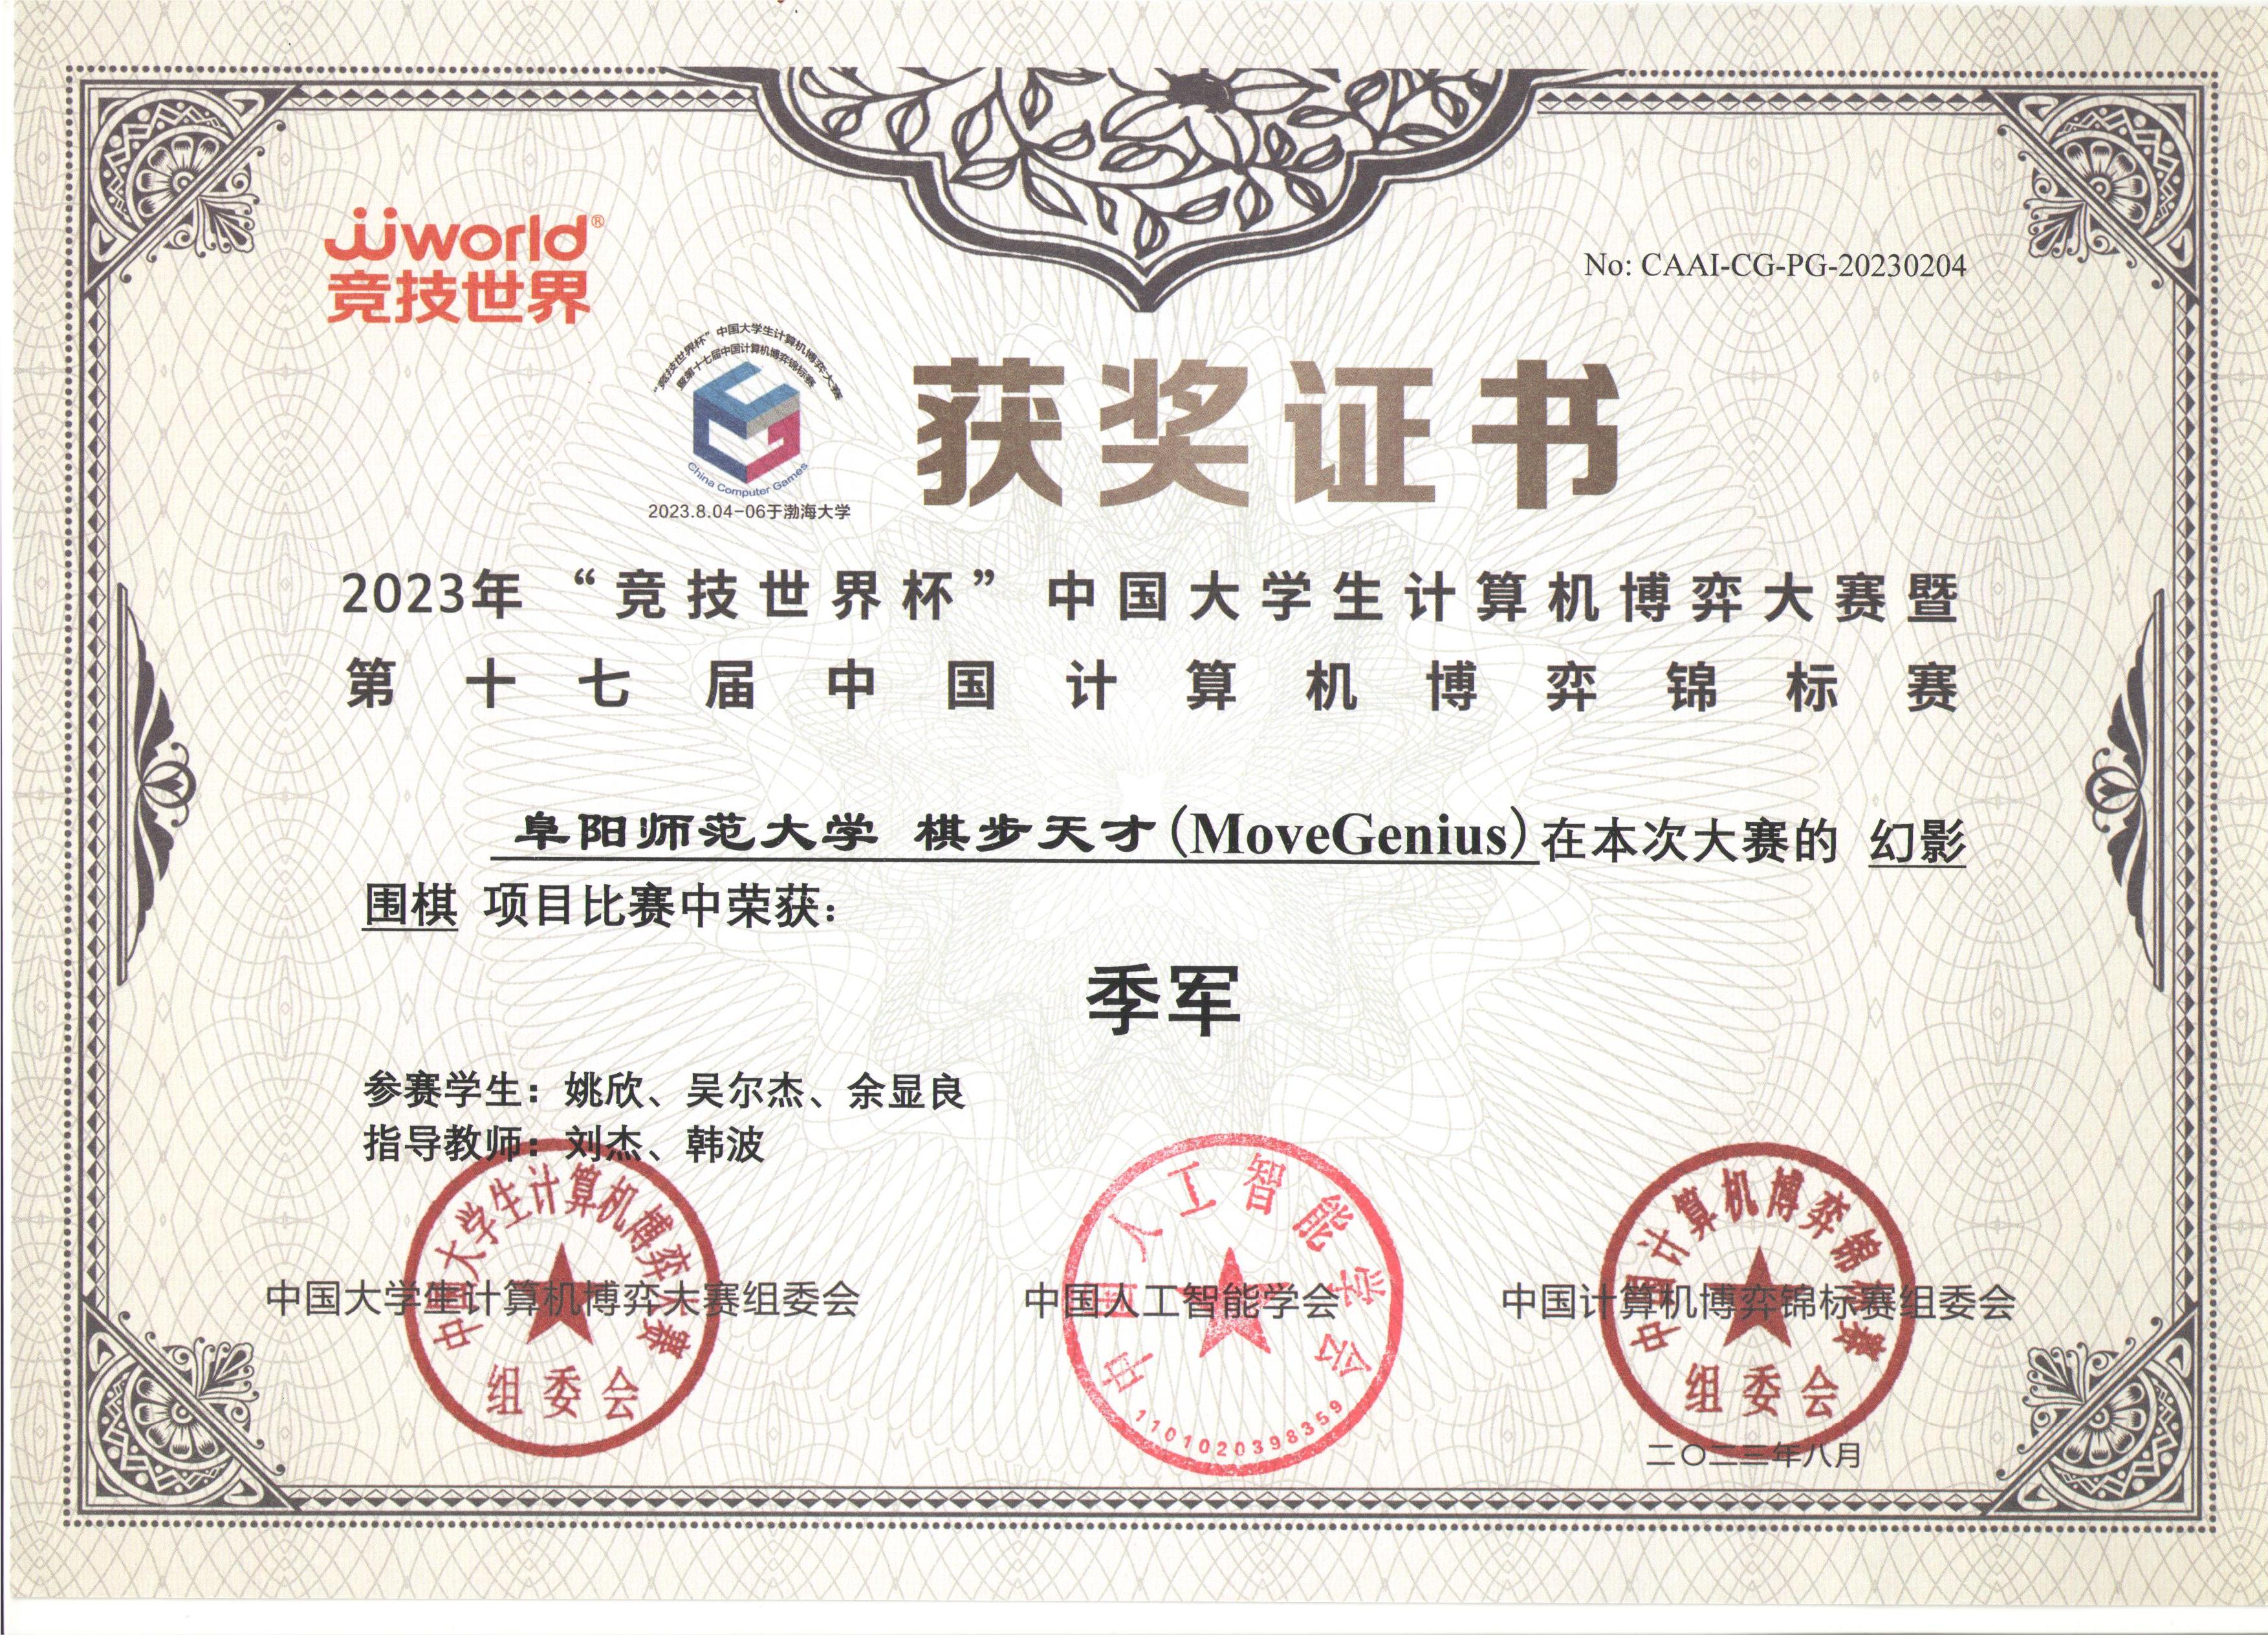 jjworld®
竞技世界
No: CAAI-CG-PG-20230204
“竞技世界杯”中国大学生计算机博弈大赛
暨第十七届中国计算机博弈锦标赛
China Computer Games
2023.8.04-06于渤海大学
获奖证书
2023年“竞技世界杯”中国大学生计算机博弈大赛暨
第十七届中国计算机博弈锦标赛
阜阳师范大学 棋步天才(MoveGenius)在本次大赛的 幻影
围棋 项目比赛中荣获：
季军
参赛学生：姚欣、吴尔杰、余显良
指导教师：刘杰、韩波
中国大学生计算机博弈大赛
组委会
中国大学生计算机博弈大赛组委会
中国人工智能学会
中国人工智能学会
1101020398359
中国计算机博弈锦标赛
组委会
中国计算机博弈锦标赛组委会
二〇二三年八月